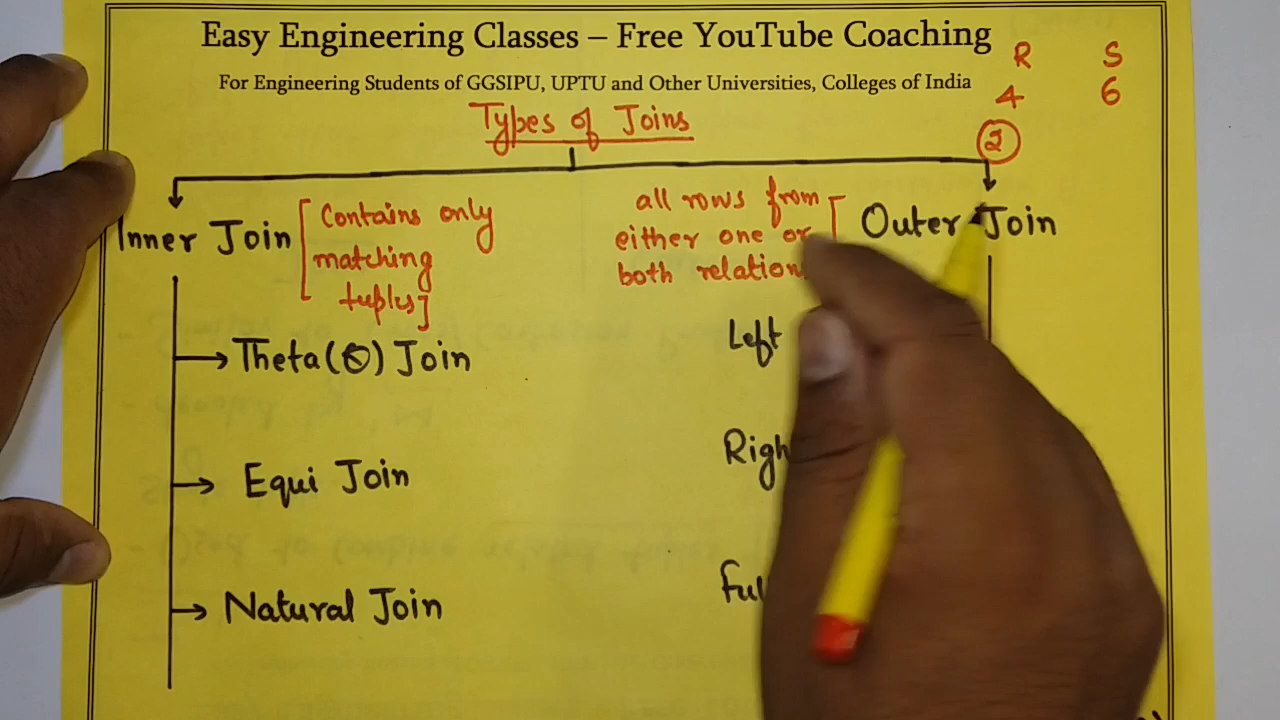 Easy Engineering Classes – Free YouTube Coaching
For Engineering Students of GGSIPU, UPTU and Other Universities, Colleges of India
R S
4 6
2
Types of Joins
Inner Join [Contains only
matching
tuples]
all rows from
either one or
both relation
[Outer Join
Theta(θ) Join
Equi Join
Natural Join
Left
Righ
Ful